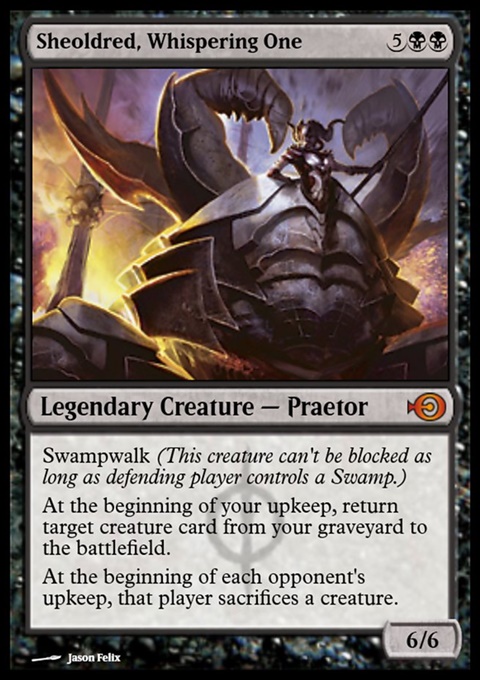 Sheoldred, Whispering One 5
Legendary Creature — Praetor
Swampwalk (This creature can't be blocked as
long as defending player controls a Swamp.)
At the beginning of your upkeep, return
target creature card from your graveyard to
the battlefield.
At the beginning of each opponent's
upkeep, that player sacrifices a creature.
6/6
Jason Felix